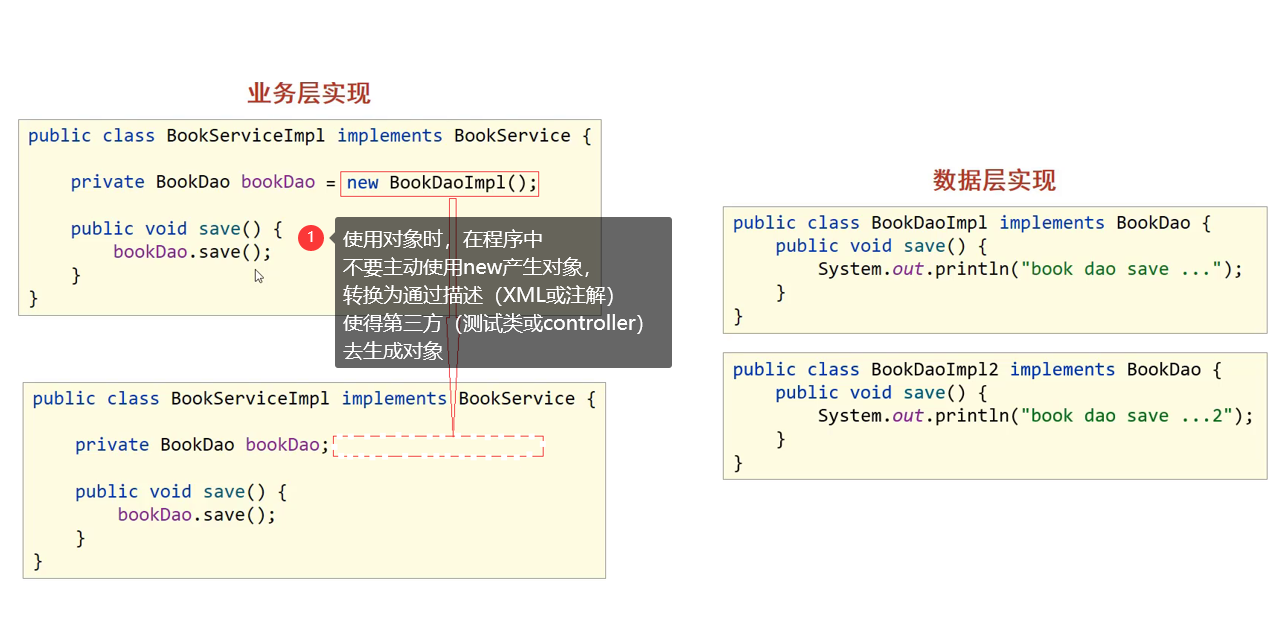 业务层实现
public class BookServiceImpl implements BookService {
private BookDao bookDao = new BookDaoImpl();
public void save() {
bookDao.save();
}
}
1
使用对象时，在程序中
不要主动使用new产生对象，
转换为通过描述（XML或注解）
使得第三方（测试类或controller）
去生成对象
public class BookServiceImpl implements BookService {
private BookDao bookDao;
public void save() {
bookDao.save();
}
}
数据层实现
public class BookDaoImpl implements BookDao {
public void save() {
System.out.println("book dao save ...");
}
}
public class BookDaoImpl2 implements BookDao {
public void save() {
System.out.println("book dao save ...2");
}
}